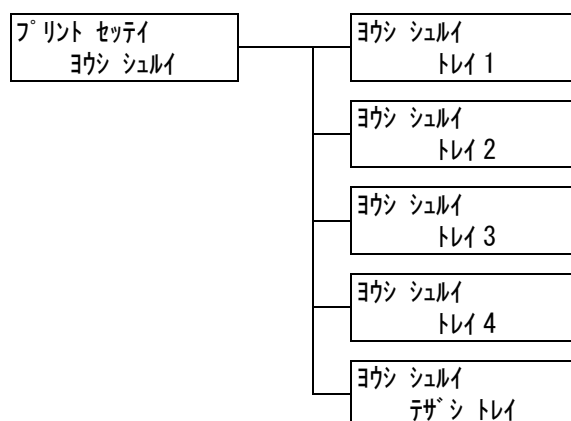 ﾌﾟﾘﾝﾄ ｾｯﾃｲ
ﾖｳｼ ｼｭﾙｲ
ﾖｳｼ ｼｭﾙｲ
ﾄﾚｲ 1
ﾖｳｼ ｼｭﾙｲ
ﾄﾚｲ 2
ﾖｳｼ ｼｭﾙｲ
ﾄﾚｲ 3
ﾖｳｼ ｼｭﾙｲ
ﾄﾚｲ 4
ﾖｳｼ ｼｭﾙｲ
ﾃｻﾞｼ ﾄﾚｲ